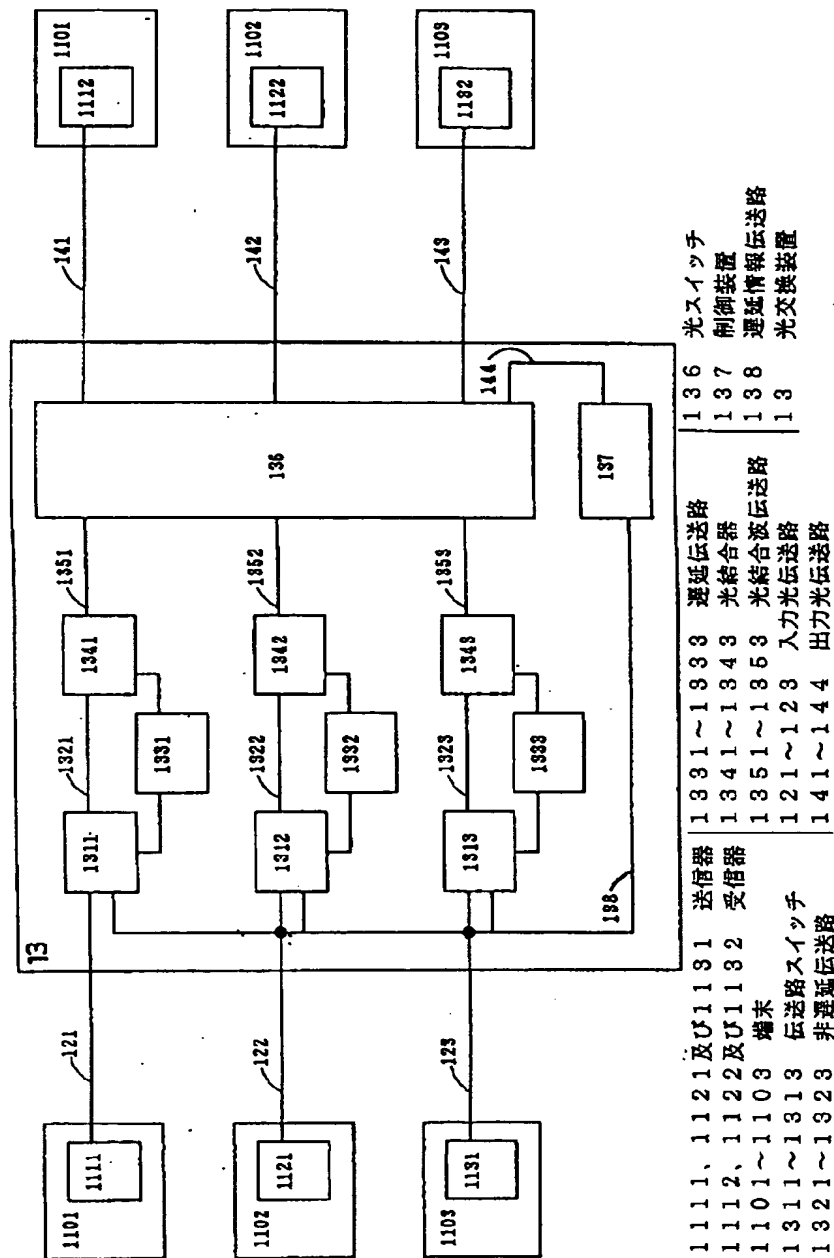 1101
1111
1102
1121
1103
1131
121
122
123
13
1311
1321
1331
1341
1351
1312
1322
1332
1342
1352
1313
1323
1333
1343
1353
138
136
137
144
141
142
143
1101
1112
1102
1122
1103
1132
1111、1121及び1131 送信器
1112、1122及び1132 受信器
1101~1103 端末
1311~1313 伝送路スイッチ
1321~1323 非遅延伝送路
1331~1333 遅延伝送路
1341~1343 光結合器
1351~1353 光結合波伝送路
121~123 入力光伝送路
141~144 出力光伝送路
136 光スイッチ
137 制御装置
138 遅延情報伝送路
13 光交換装置